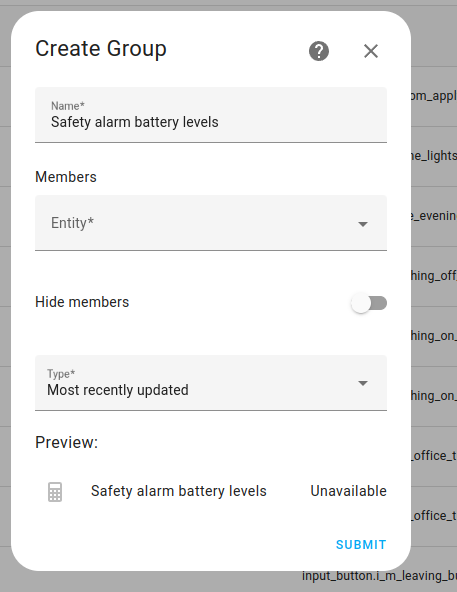 Create Group
Name*
Safety alarm battery levels
Members
Entity*
Hide members
Type*
Most recently updated
Preview:
Safety alarm battery levels Unavailable
SUBMIT
om_appl
ne_lights
e_evenin
hing_off
hing_on_
hing_on_
_office_t
_office_t
input_button.i_m_leaving_bu